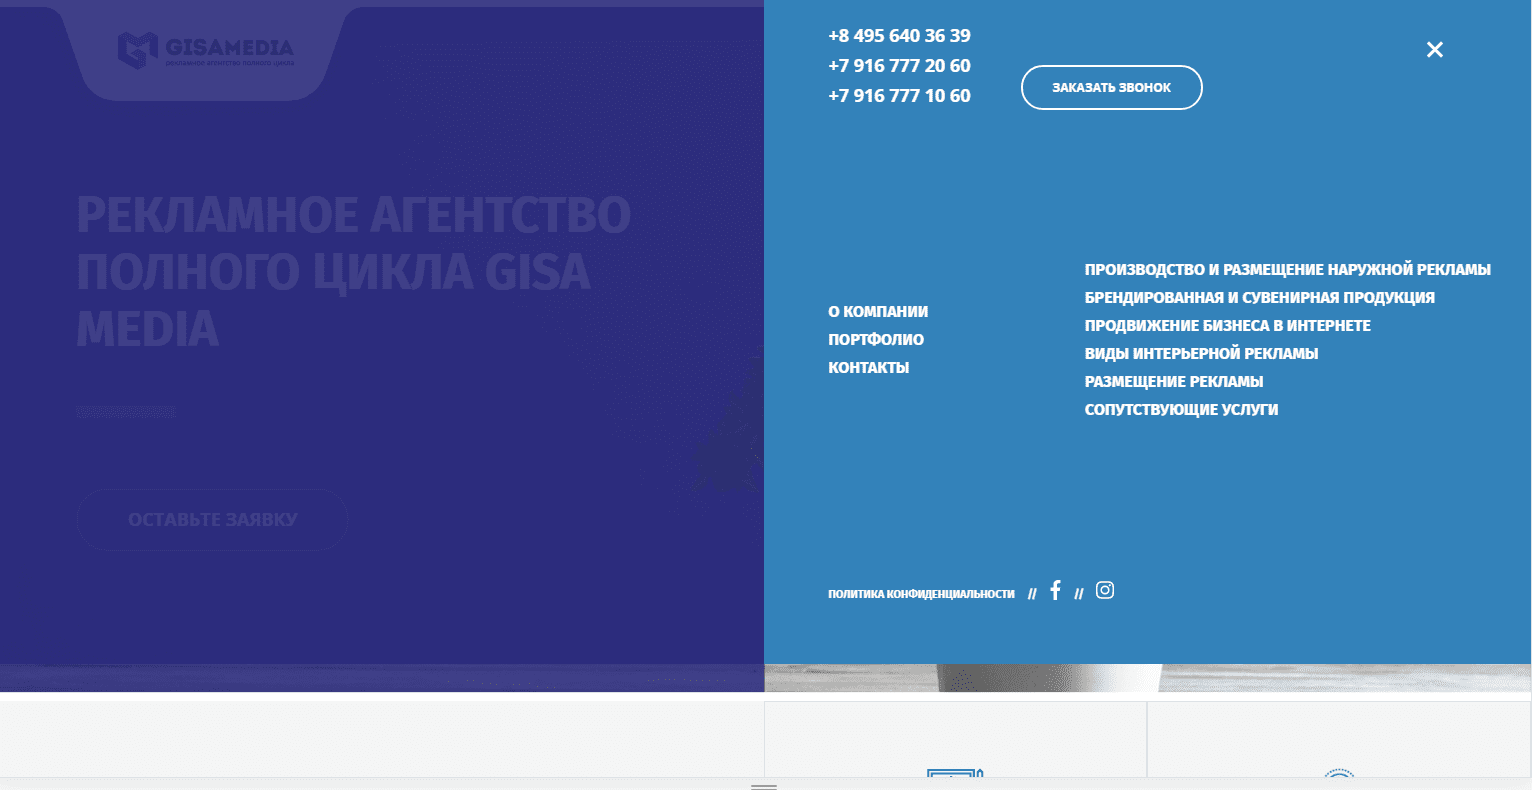 GISAMEDIA
РЕКЛАМНОЕ АГЕНТСТВО ПОЛНОГО ЦИКЛА
РЕКЛАМНОЕ АГЕНТСТВО
ПОЛНОГО ЦИКЛА GISA
MEDIA
ОСТАВЬТЕ ЗАЯВКУ
+8 495 640 36 39
+7 916 777 20 60
+7 916 777 10 60
ЗАКАЗАТЬ ЗВОНОК
О КОМПАНИИ
ПОРТФОЛИО
КОНТАКТЫ
ПРОИЗВОДСТВО И РАЗМЕЩЕНИЕ НАРУЖНОЙ РЕКЛАМЫ
БРЕНДИРОВАННАЯ И СУВЕНИРНАЯ ПРОДУКЦИЯ
ПРОДВИЖЕНИЕ БИЗНЕСА В ИНТЕРНЕТЕ
ВИДЫ ИНТЕРЬЕРНОЙ РЕКЛАМЫ
РАЗМЕЩЕНИЕ РЕКЛАМЫ
СОПУТСТВУЮЩИЕ УСЛУГИ
ПОЛИТИКА КОНФИДЕНЦИАЛЬНОСТИ // //